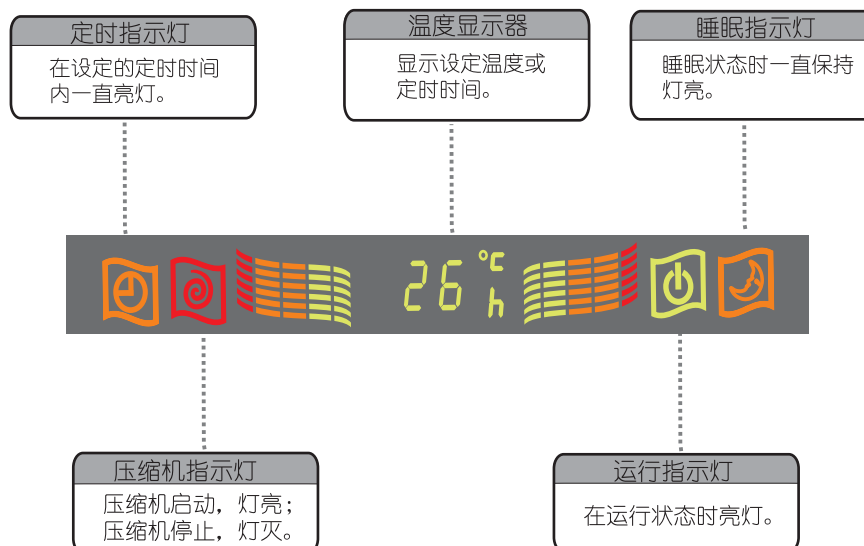 定时指示灯
在设定的定时时间
内一直亮灯。
温度显示器
显示设定温度或
定时时间。
睡眠指示灯
睡眠状态时一直保持
灯亮。
26 °C
h
压缩机指示灯
压缩机启动，灯亮；
压缩机停止，灯灭。
运行指示灯
在运行状态时亮灯。